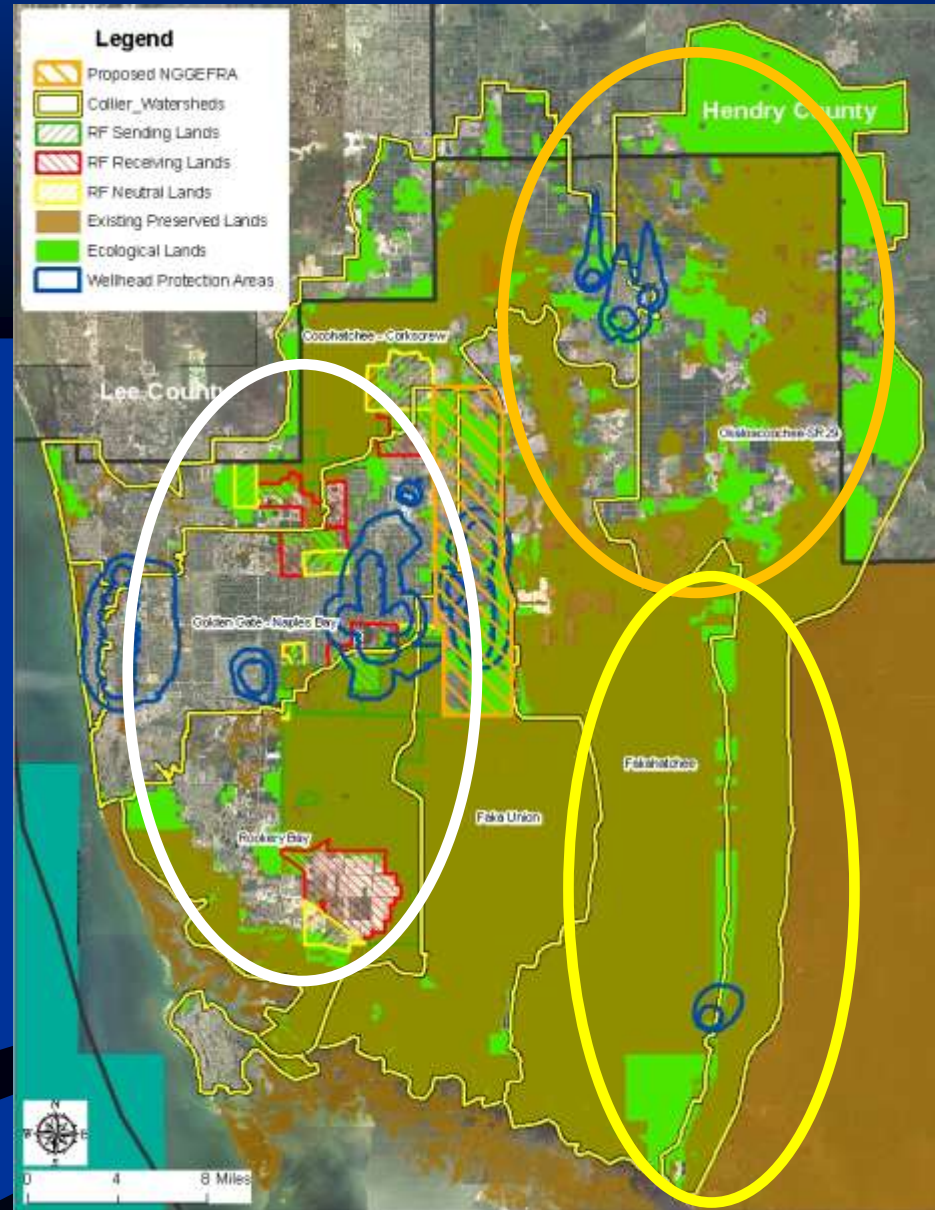 Legend
Proposed NGGEFRA
Collier_Watersheds
RF Sending Lands
RF Receiving Lands
RF Neutral Lands
Existing Preserved Lands
Ecological Lands
Wellhead Protection Areas
Hendry County
Cocohatchee - Corkscrew
Lee County
Okaloacoochee-SR29
Golden Gate - Naples Bay
Fakahatchee
Faka Union
Rookery Bay
N
W
E
S
0 4 8 Miles